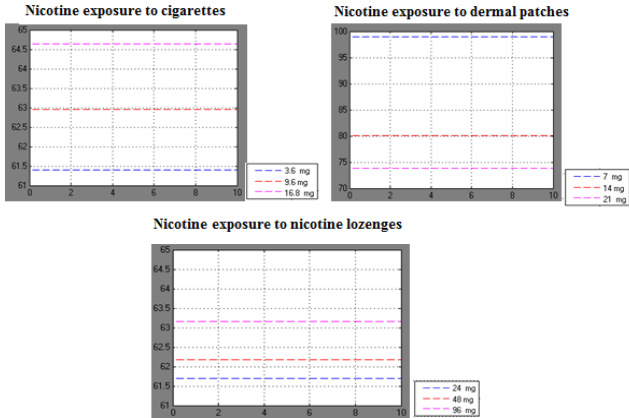 Nicotine exposure to cigarettes
65
64.5
64
63.5
63
62.5
62
61.5
61
0 2 4 6 8 10
3.6 mg
9.6 mg
16.8 mg
Nicotine exposure to dermal patches
100
95
90
85
80
75
70
0 2 4 6 8 10
7 mg
14 mg
21 mg
Nicotine exposure to nicotine lozenges
65
64.5
64
63.5
63
62.5
62
61.5
61
0 2 4 6 8 10
24 mg
48 mg
96 mg